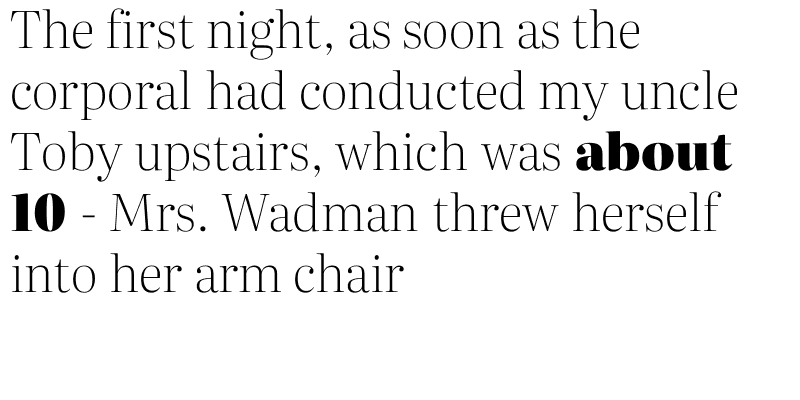 The first night, as soon as the
corporal had conducted my uncle
Toby upstairs, which was about
10 - Mrs. Wadman threw herself
into her arm chair